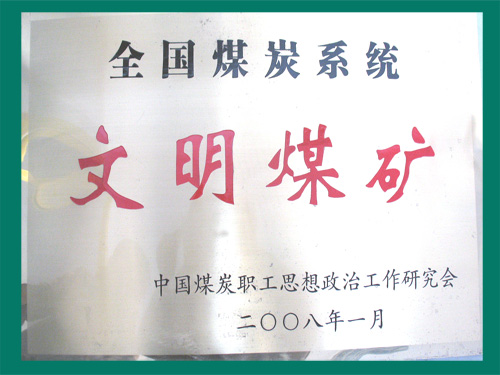 全国煤炭系统
文明煤矿
中国煤炭职工思想政治工作研究会
二〇〇八年一月